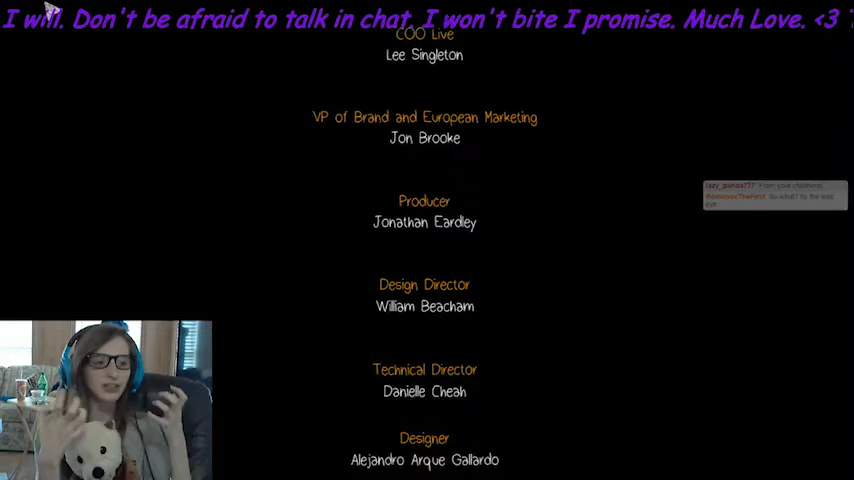 I will. Don't be afraid to talk in chat. I won't bite I promise. Much Love. <3
COO Live
Lee Singleton
VP of Brand and European Marketing
Jon Brooke
Producer
Jonathan Eardley
Design Director
William Beacham
Technical Director
Danielle Cheah
Designer
Alejandro Arque Gallardo